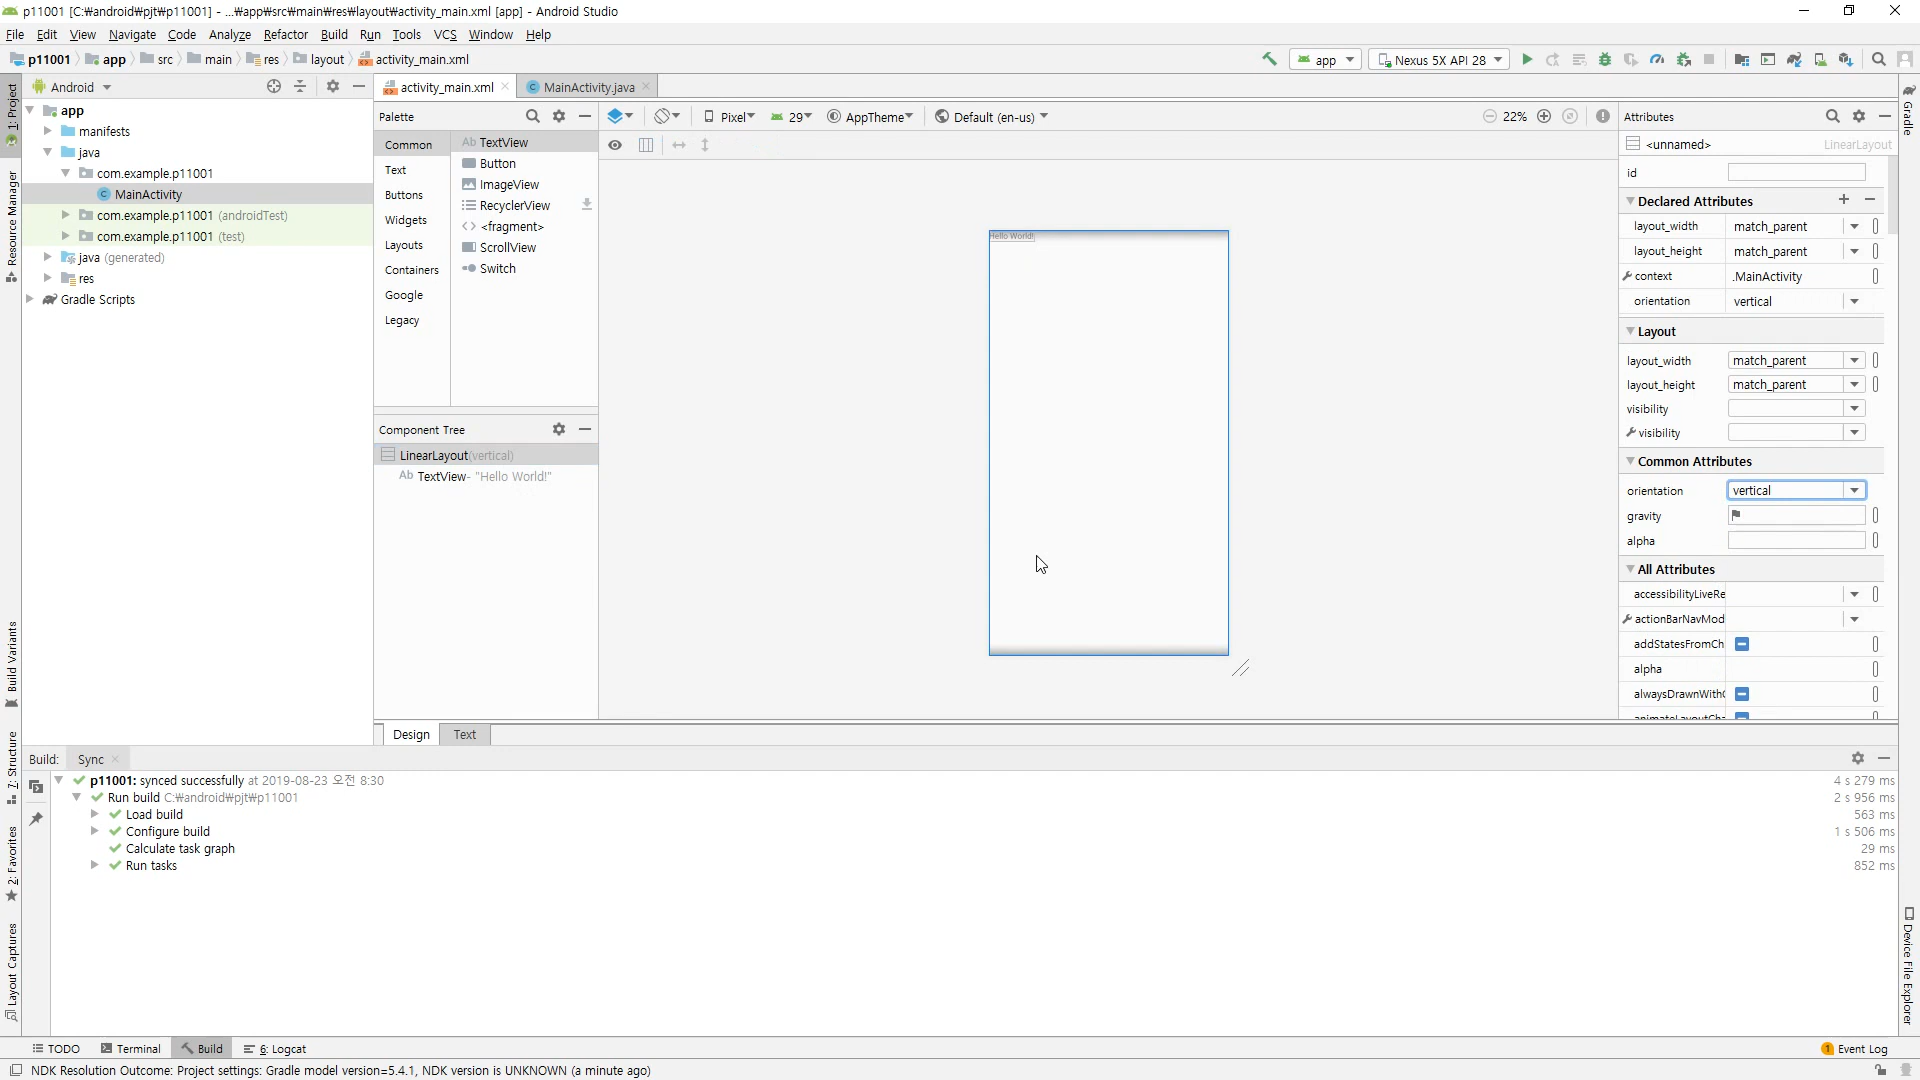 p11001 [C:₩android₩pjt₩p11001] - ...₩app₩src₩main₩res₩layout₩activity_main.xml [app] - Android Studio
File Edit View Navigate Code Analyze Refactor Build Run Tools VCS Window Help
p11001 app src main res layout activity_main.xml
app Nexus 5X API 28
1: Project
Resource Manager
Build Variants
7: Structure
2: Favorites
Layout Captures
Android
app
manifests
java
com.example.p11001
MainActivity
com.example.p11001 (androidTest)
com.example.p11001 (test)
java (generated)
res
Gradle Scripts
activity_main.xml MainActivity.java
Palette
Common
Text
Buttons
Widgets
Layouts
Containers
Google
Legacy
Ab TextView
Button
ImageView
RecyclerView
<fragment>
ScrollView
Switch
Component Tree
LinearLayout(vertical)
Ab TextView- "Hello World!"
Pixel 29 AppTheme Default (en-us) 22%
Hello World!
Design Text
Attributes
<unnamed> LinearLayout
id
Declared Attributes
layout_width match_parent
layout_height match_parent
context .MainActivity
orientation vertical
Layout
layout_width match_parent
layout_height match_parent
visibility
visibility
Common Attributes
orientation vertical
gravity
alpha
All Attributes
accessibilityLiveRe
actionBarNavMod
addStatesFromCh
alpha
alwaysDrawnWith
Gradle
Device File Explorer
Build: Sync
p11001: synced successfully at 2019-08-23 오전 8:30 4 s 279 ms
Run build C:₩android₩pjt₩p11001 2 s 956 ms
Load build 563 ms
Configure build 1 s 506 ms
Calculate task graph 29 ms
Run tasks 852 ms
TODO Terminal Build 6: Logcat 1 Event Log
NDK Resolution Outcome: Project settings: Gradle model version=5.4.1, NDK version is UNKNOWN (a minute ago)